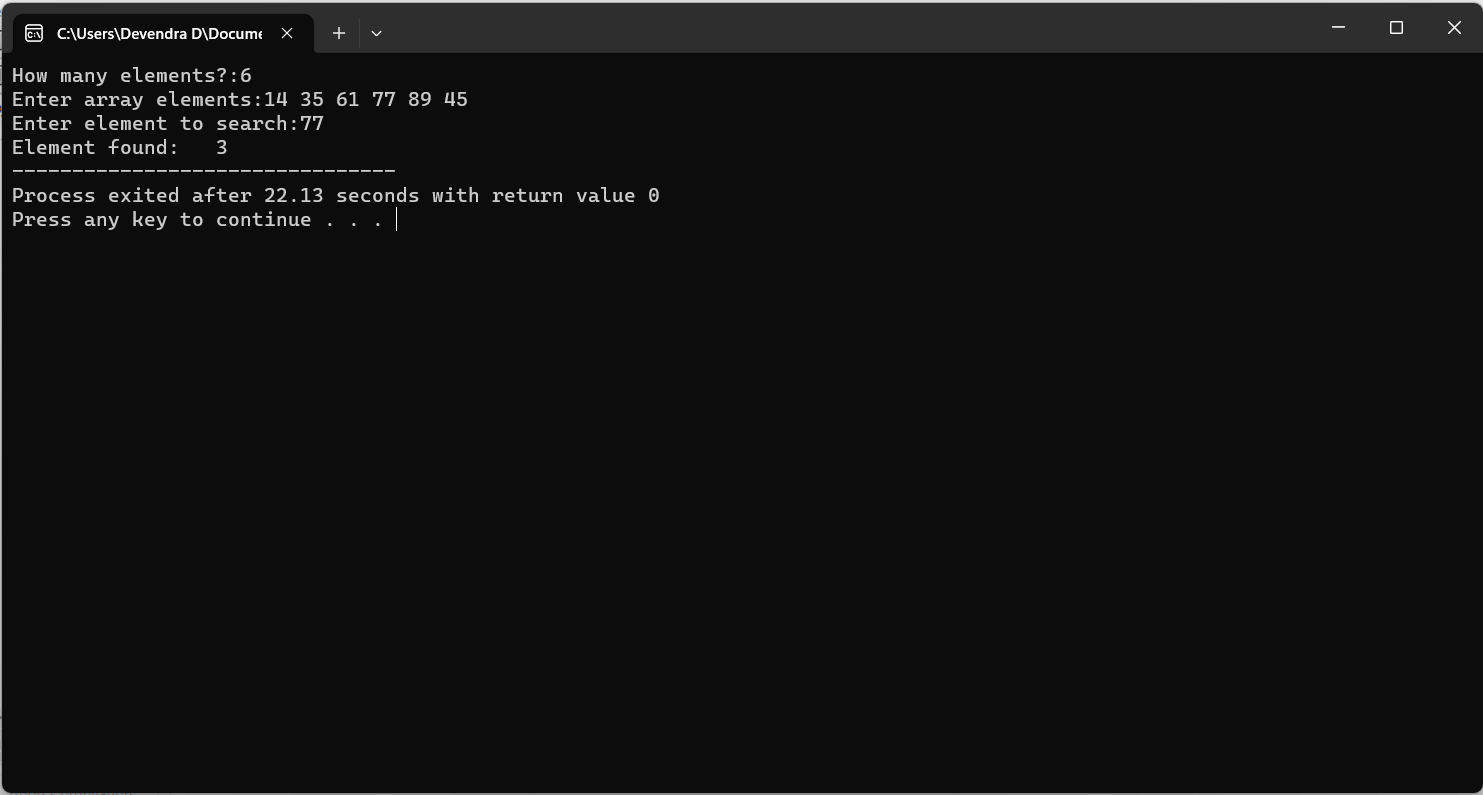 C:\Users\Devendra D\Docume
How many elements?:6
Enter array elements:14 35 61 77 89 45
Enter element to search:77
Element found:   3
--------------------------------
Process exited after 22.13 seconds with return value 0
Press any key to continue . . .